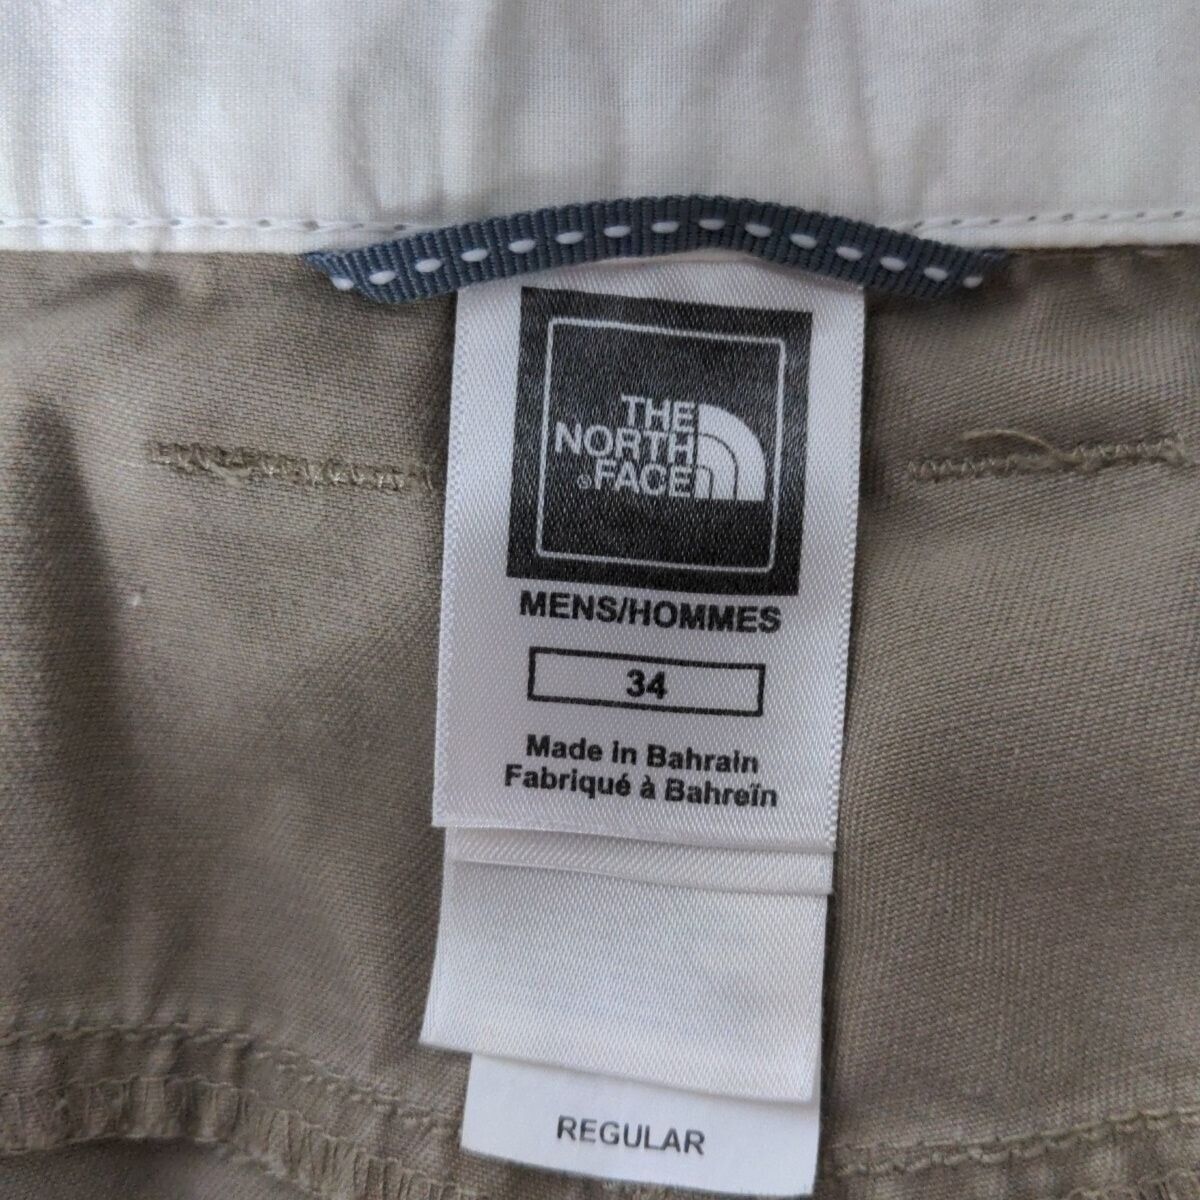 THE
NORTH
®FACE
MENS/HOMMES
34
Made in Bahrain
Fabriqué à Bahreïn
REGULAR